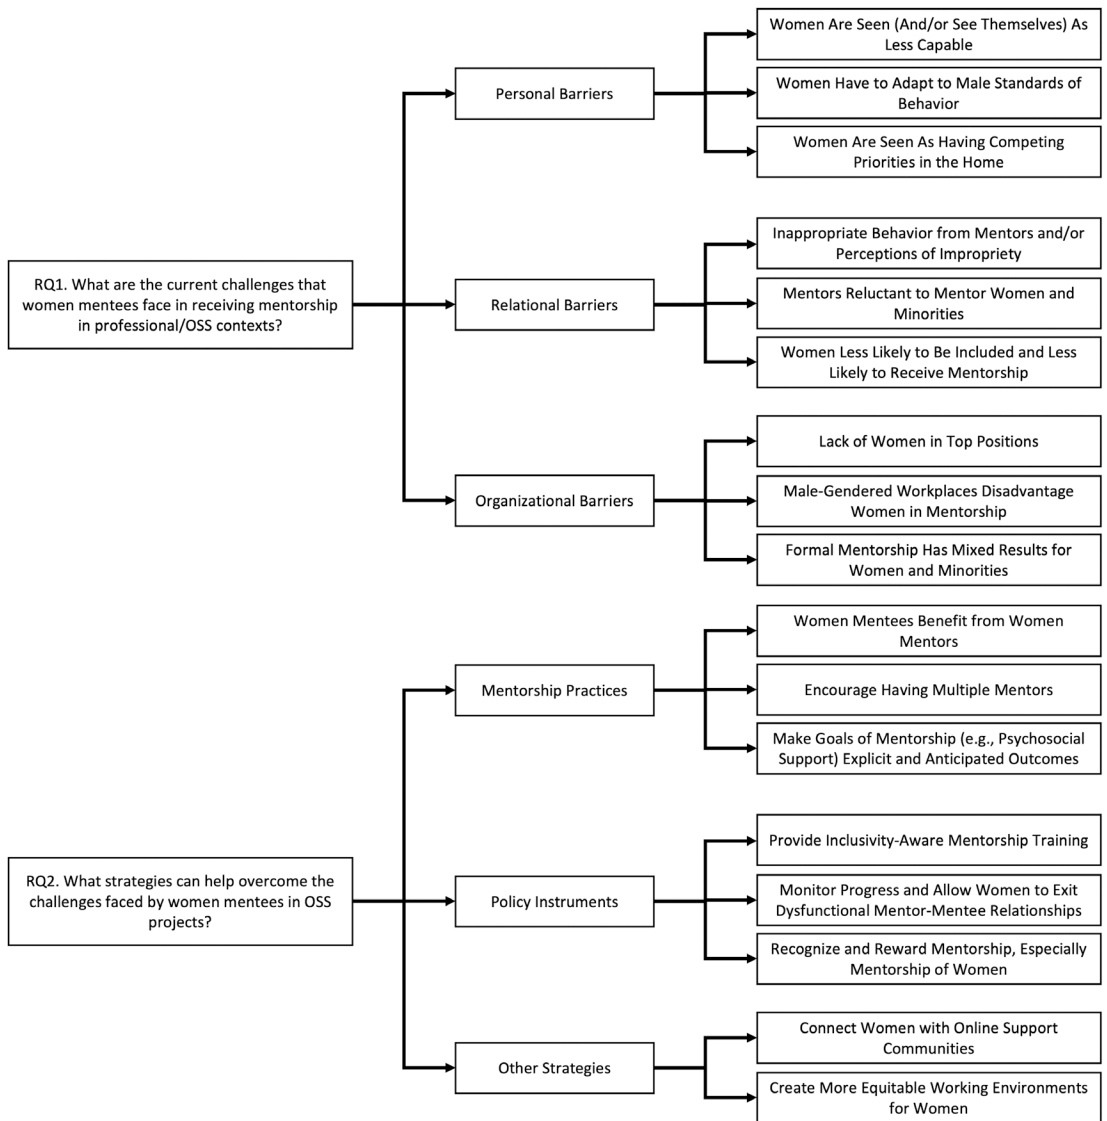 RQ1. What are the current challenges that
women mentees face in receiving mentorship
in professional/OSS contexts?
Personal Barriers
Women Are Seen (And/or See Themselves) As
Less Capable
Women Have to Adapt to Male Standards of
Behavior
Women Are Seen As Having Competing
Priorities in the Home
Relational Barriers
Inappropriate Behavior from Mentors and/or
Perceptions of Impropriety
Mentors Reluctant to Mentor Women and
Minorities
Women Less Likely to Be Included and Less
Likely to Receive Mentorship
Organizational Barriers
Lack of Women in Top Positions
Male-Gendered Workplaces Disadvantage
Women in Mentorship
Formal Mentorship Has Mixed Results for
Women and Minorities
RQ2. What strategies can help overcome the
challenges faced by women mentees in OSS
projects?
Mentorship Practices
Women Mentees Benefit from Women
Mentors
Encourage Having Multiple Mentors
Make Goals of Mentorship (e.g., Psychosocial
Support) Explicit and Anticipated Outcomes
Policy Instruments
Provide Inclusivity-Aware Mentorship Training
Monitor Progress and Allow Women to Exit
Dysfunctional Mentor-Mentee Relationships
Recognize and Reward Mentorship, Especially
Mentorship of Women
Other Strategies
Connect Women with Online Support
Communities
Create More Equitable Working Environments
for Women